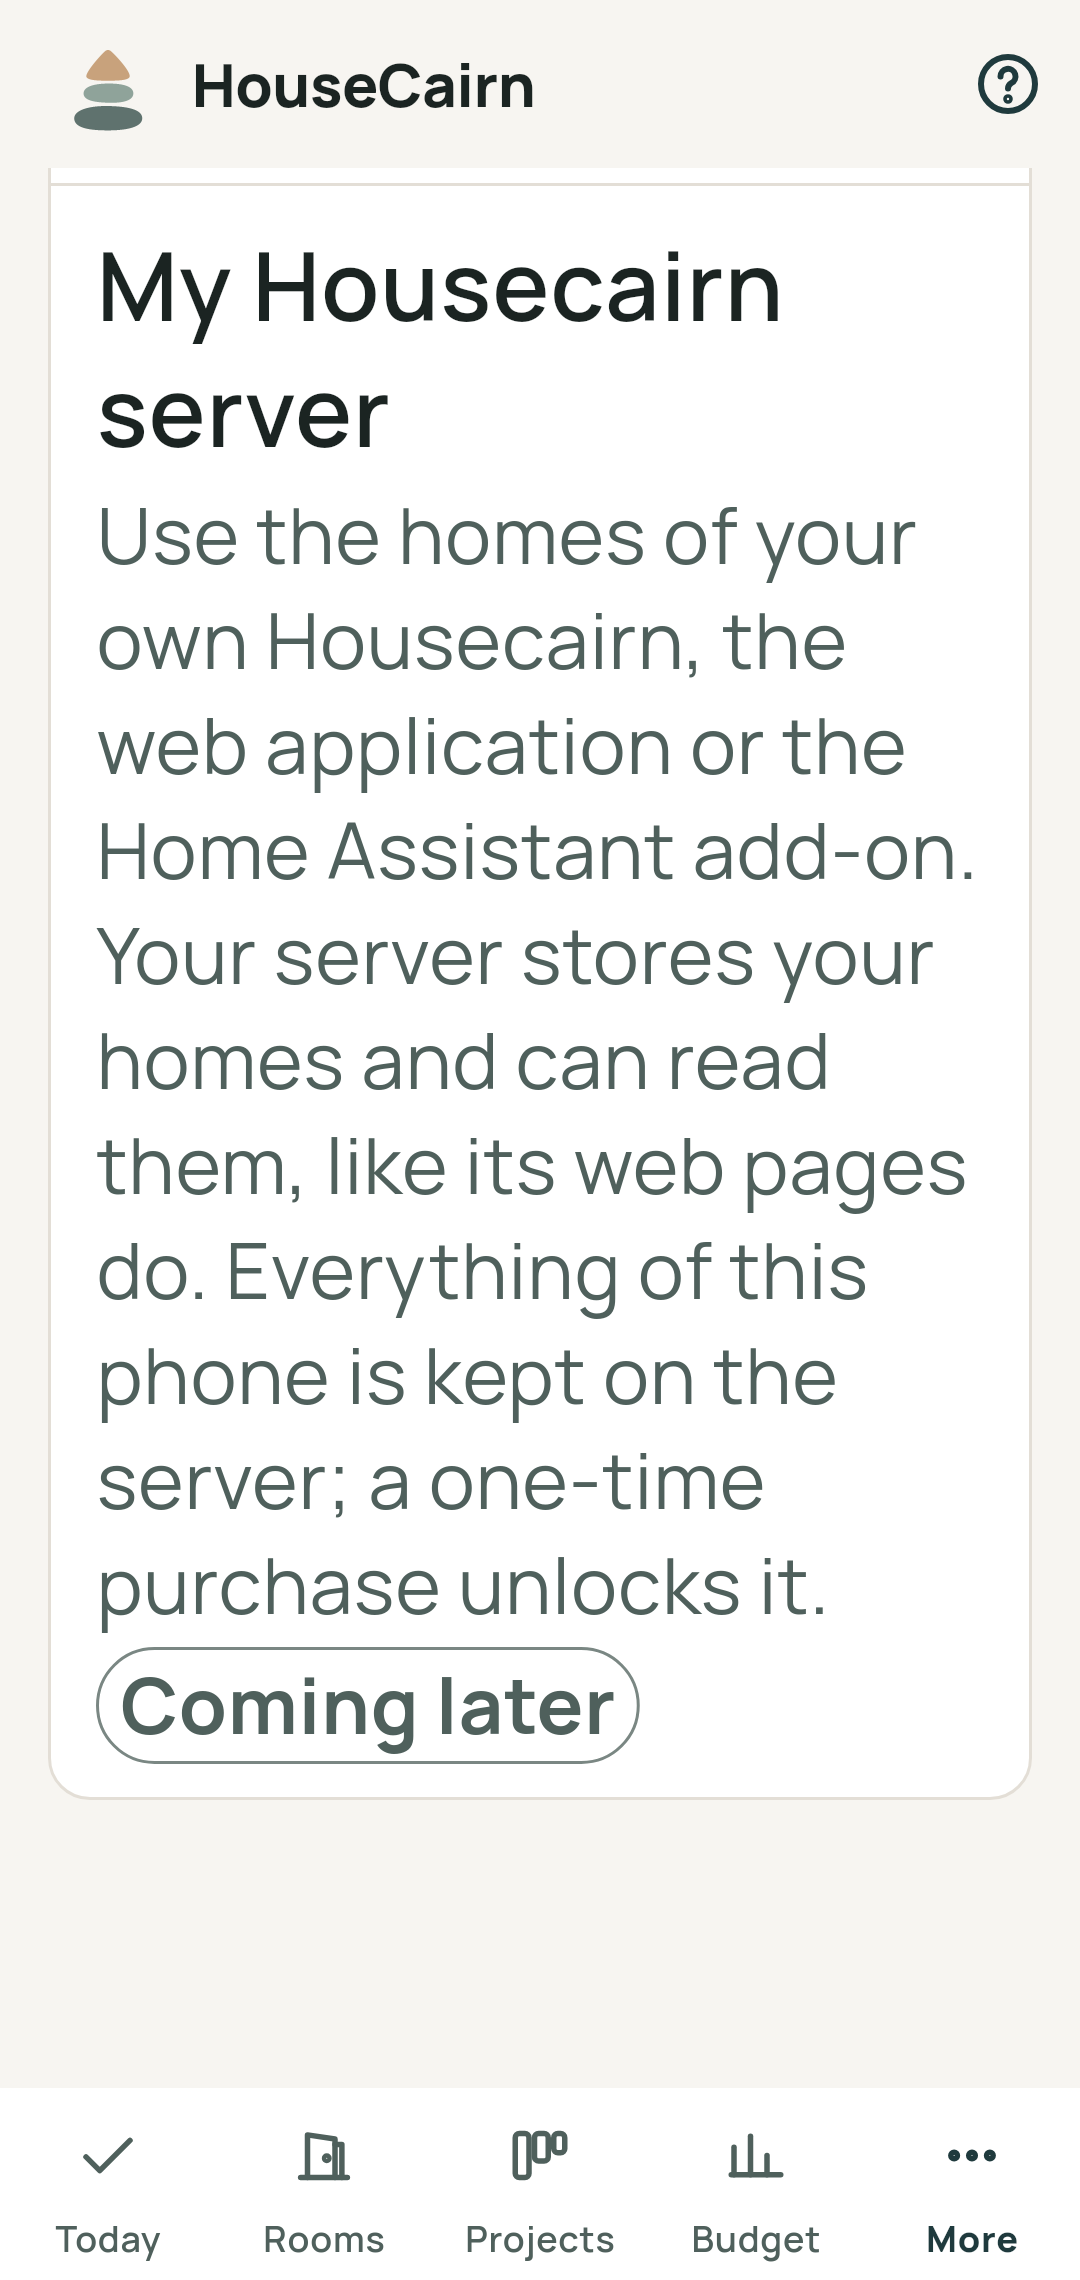 HouseCairn
My Housecairn
server
Use the homes of your
own Housecairn, the
web application or the
Home Assistant add-on.
Your server stores your
homes and can read
them, like its web pages
do. Everything of this
phone is kept on the
server; a one-time
purchase unlocks it.
Coming later
Today Rooms Projects Budget More